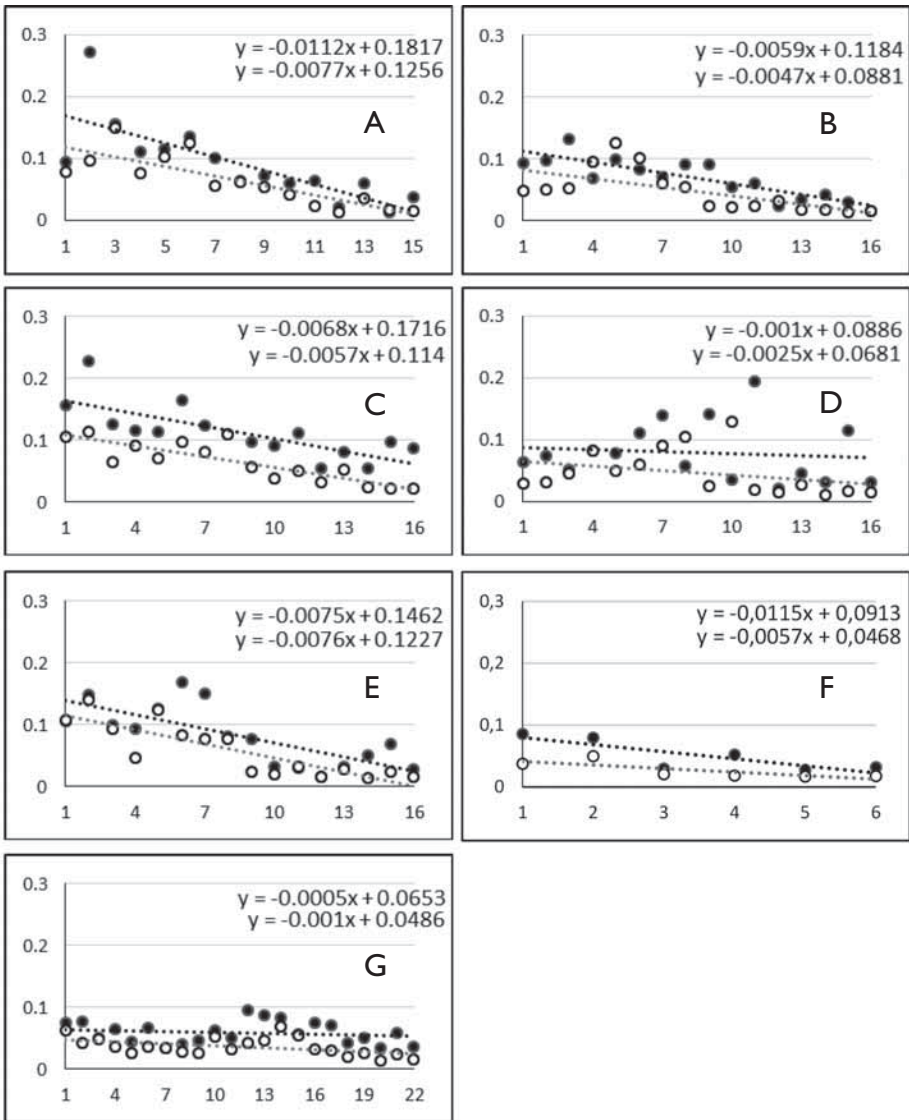 0.3
y = -0.0112x + 0.1817
y = -0.0077x + 0.1256
0.2
A
0.1
0
1 3 5 7 9 11 13 15
0.3
y = -0.0059x + 0.1184
y = -0.0047x + 0.0881
0.2
B
0.1
0
1 4 7 10 13 16
0.3
y = -0.0068x + 0.1716
y = -0.0057x + 0.114
0.2
C
0.1
0
1 4 7 10 13 16
0.3
y = -0.001x + 0.0886
y = -0.0025x + 0.0681
0.2
D
0.1
0
1 4 7 10 13 16
0.3
y = -0.0075x + 0.1462
y = -0.0076x + 0.1227
0.2
E
0.1
0
1 4 7 10 13 16
0,3
y = -0,0115x + 0,0913
y = -0,0057x + 0,0468
0,2
F
0,1
0
1 2 3 4 5 6
0.3
y = -0.0005x + 0.0653
y = -0.001x + 0.0486
0.2
G
0.1
0
1 4 7 10 13 16 19 22